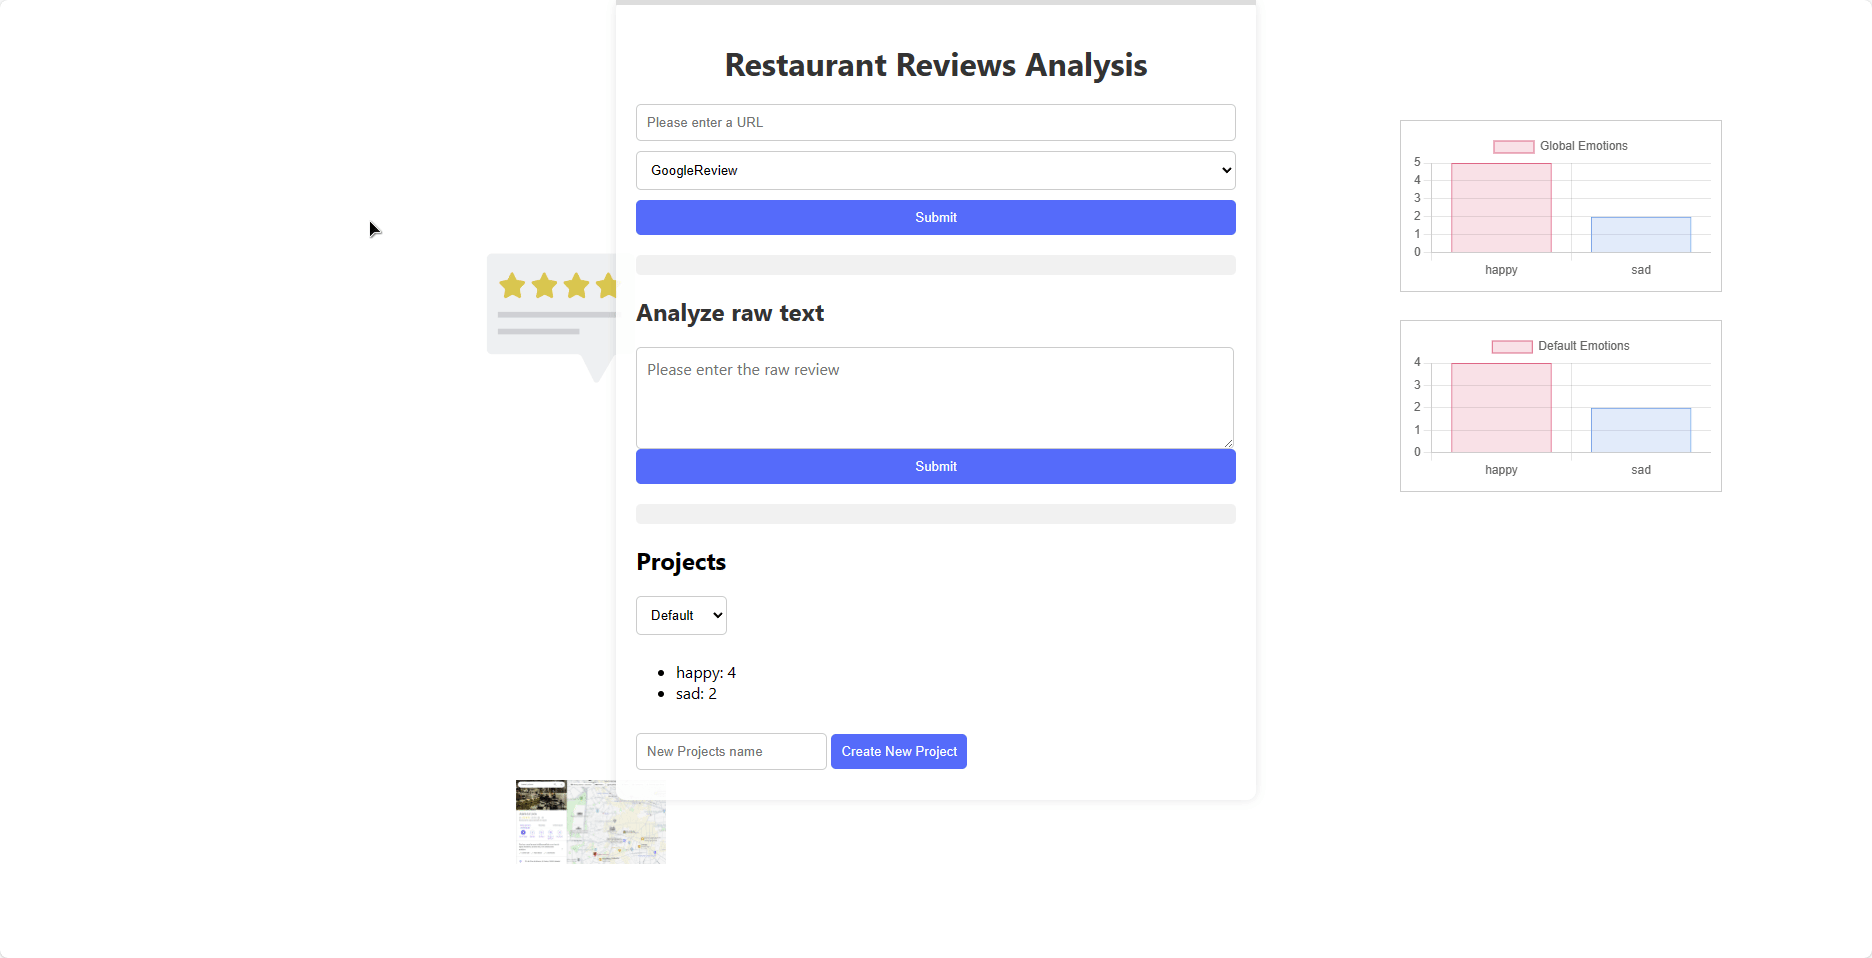 Restaurant Reviews Analysis
Please enter a URL
GoogleReview
Submit
Analyze raw text
Please enter the raw review
Submit
Projects
Default
happy: 4
sad: 2
New Projects name
Create New Project
Global Emotions
5
4
3
2
1
0
happy
sad
Default Emotions
4
3
2
1
0
happy
sad